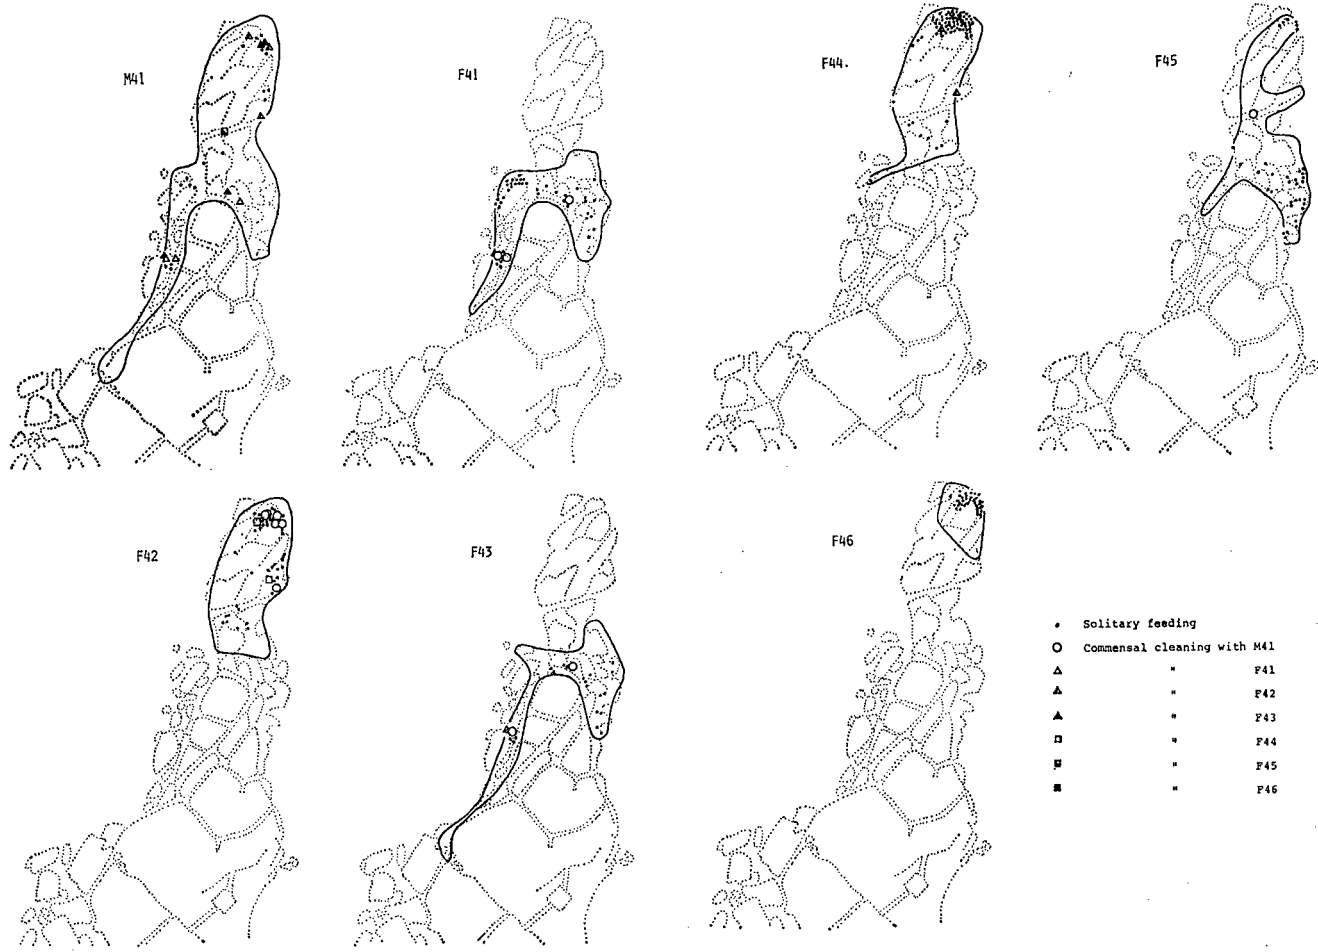 M41
F41
F44.
F45
F42
F43
F46
Solitary feeding
Commensal cleaning with M41
" F41
" F42
" F43
" F44
" F45
" F46